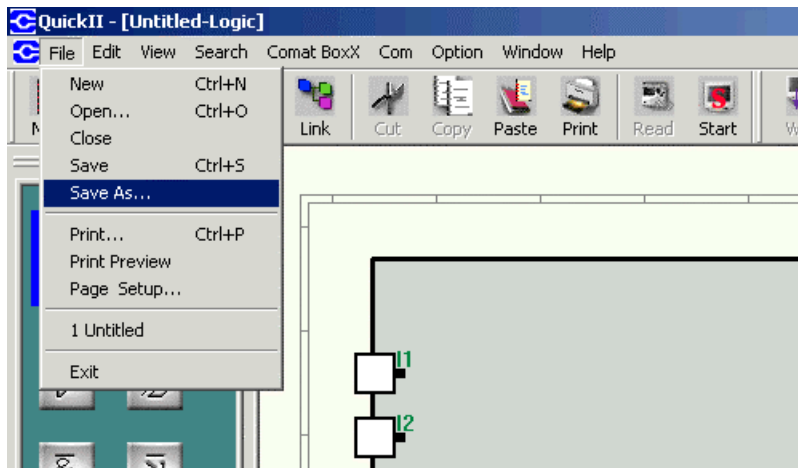 QuickII - [Untitled-Logic]
File Edit View Search Comat BoxX Com Option Window Help
Link Cut Copy Paste Print Read Start
New Ctrl+N
Open... Ctrl+O
Close
Save Ctrl+S
Save As...
Print... Ctrl+P
Print Preview
Page Setup...
1 Untitled
Exit
I1
I2